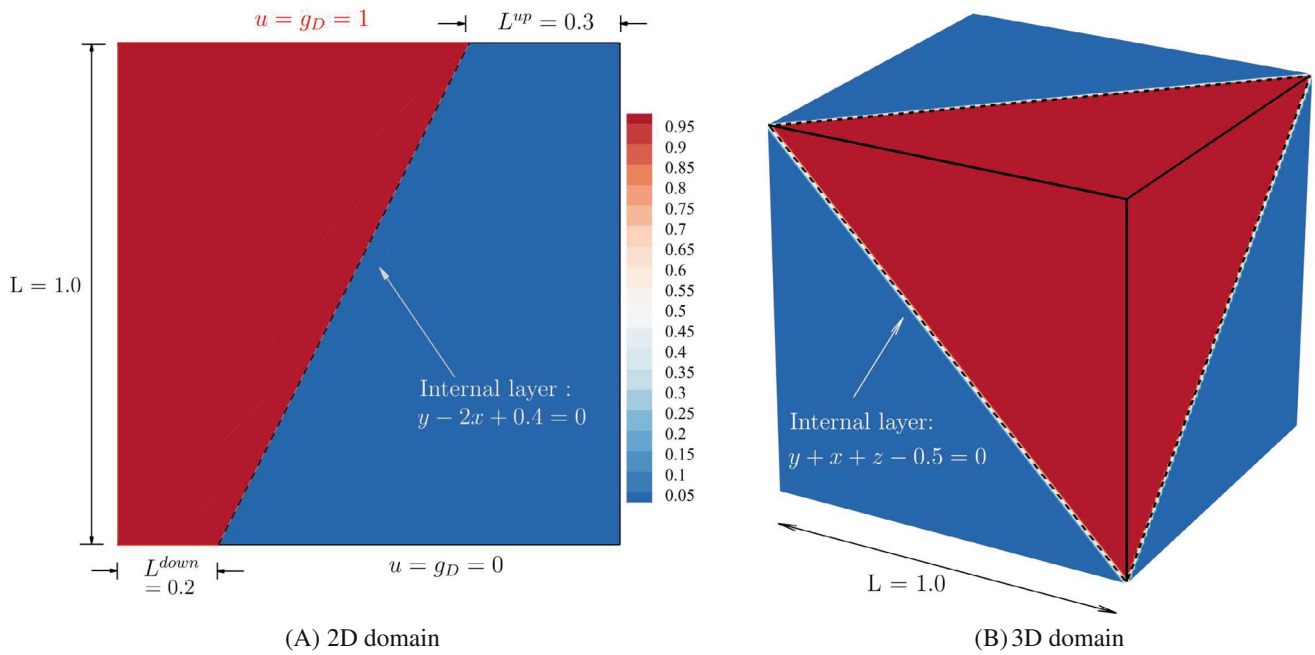 u = g_D = 1
L^{up} = 0.3
L = 1.0
0.95
0.9
0.85
0.8
0.75
0.7
0.65
0.6
0.55
0.5
0.45
0.4
0.35
0.3
0.25
0.2
0.15
0.1
0.05
Internal layer :
y − 2x + 0.4 = 0
L^{down}
= 0.2
u = g_D = 0
(A) 2D domain
Internal layer:
y + x + z − 0.5 = 0
L = 1.0
(B) 3D domain